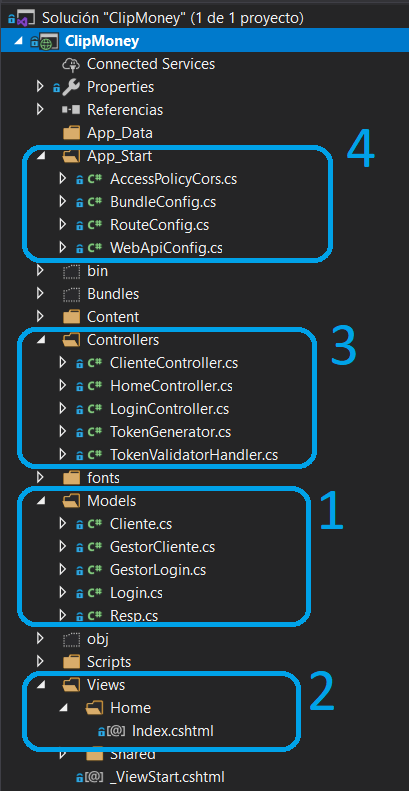 Solución "ClipMoney" (1 de 1 proyecto)
ClipMoney
Connected Services
Properties
Referencias
App_Data
App_Start
4
C# AccessPolicyCors.cs
C# BundleConfig.cs
C# RouteConfig.cs
C# WebApiConfig.cs
bin
Bundles
Content
Controllers
3
C# ClienteController.cs
C# HomeController.cs
C# LoginController.cs
C# TokenGenerator.cs
C# TokenValidatorHandler.cs
fonts
Models
1
C# Cliente.cs
C# GestorCliente.cs
C# GestorLogin.cs
C# Login.cs
C# Resp.cs
obj
Scripts
Views
2
Home
[@] Index.cshtml
Shared
[@] _ViewStart.cshtml